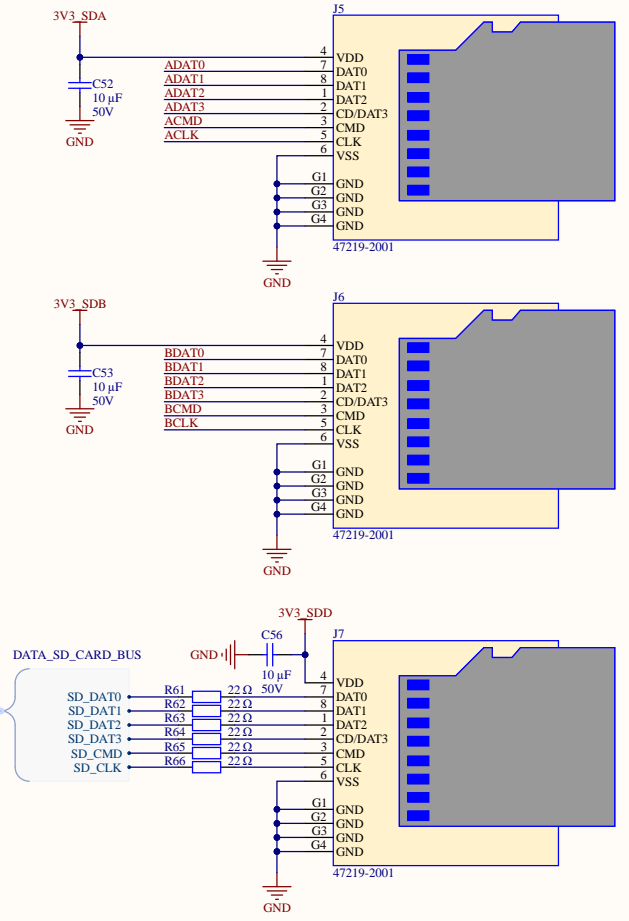 J5
3V3_SDA
4 VDD
ADAT0 7 DAT0
C52 ADAT1 8 DAT1
10 µF ADAT2 1 DAT2
50V ADAT3 2 CD/DAT3
ACMD 3 CMD
GND ACLK 5 CLK
6 VSS
G1 GND
G2 GND
G3 GND
G4 GND
47219-2001
GND
J6
3V3_SDB
4 VDD
BDAT0 7 DAT0
C53 BDAT1 8 DAT1
10 µF BDAT2 1 DAT2
50V BDAT3 2 CD/DAT3
BCMD 3 CMD
GND BCLK 5 CLK
6 VSS
G1 GND
G2 GND
G3 GND
G4 GND
47219-2001
GND
3V3_SDD
J7
C56
DATA_SD_CARD_BUS GND
10 µF
50V
4 VDD
SD_DAT0 R61 22 Ω 7 DAT0
SD_DAT1 R62 22 Ω 8 DAT1
SD_DAT2 R63 22 Ω 1 DAT2
SD_DAT3 R64 22 Ω 2 CD/DAT3
SD_CMD R65 22 Ω 3 CMD
SD_CLK R66 22 Ω 5 CLK
6 VSS
G1 GND
G2 GND
G3 GND
G4 GND
47219-2001
GND